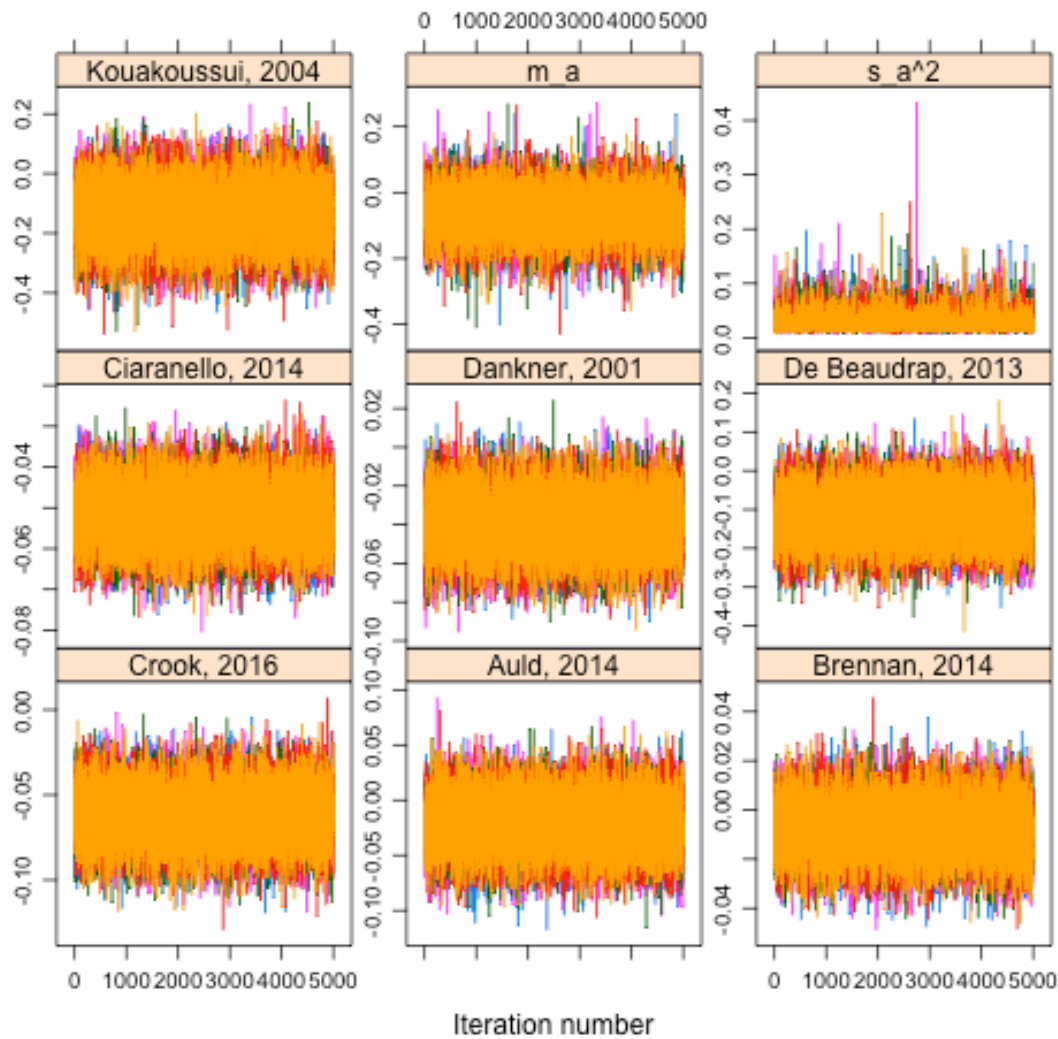 0 1000 2000 3000 4000 5000
Kouakoussui, 2004 m_a s_a^2
0.2 0.0 -0.2 -0.4
0.2 0.0 -0.2 -0.4
0.4 0.3 0.2 0.1 0.0
Ciaranello, 2014 Dankner, 2001 De Beaudrap, 2013
-0.04 -0.06 -0.08
0.02 -0.02 -0.06 -0.10
0.2 0.1 0.0 -0.1 -0.2 -0.3 -0.4
Crook, 2016 Auld, 2014 Brennan, 2014
0.00 -0.05 -0.10
0.10 0.05 0.00 -0.05 -0.10
0.04 0.02 0.00 -0.04
0 1000 2000 3000 4000 5000 0 1000 2000 3000 4000 5000
Iteration number